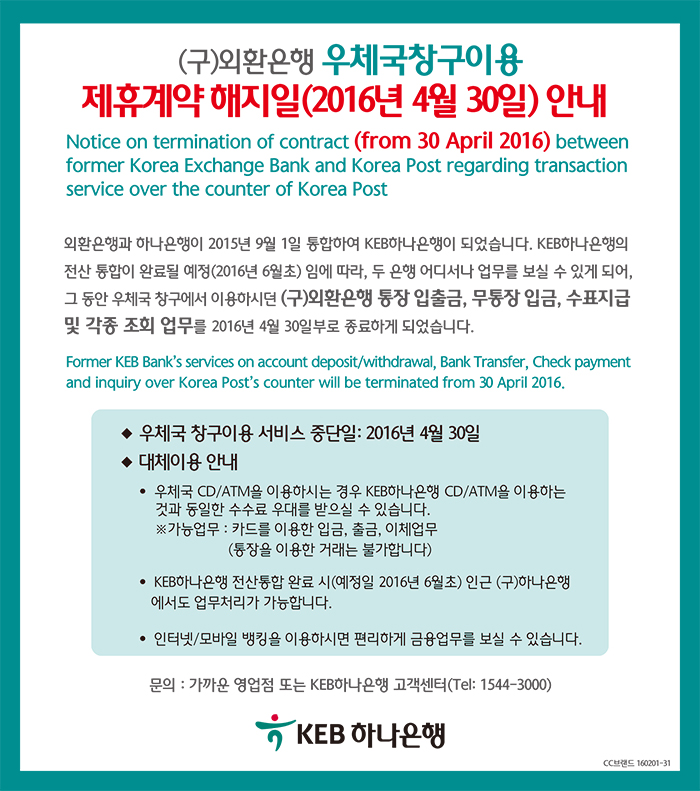 (구)외환은행 우체국창구이용
제휴계약 해지일(2016년 4월 30일) 안내
Notice on termination of contract (from 30 April 2016) between
former Korea Exchange Bank and Korea Post regarding transaction
service over the counter of Korea Post
외환은행과 하나은행이 2015년 9월 1일 통합하여 KEB하나은행이 되었습니다. KEB하나은행의
전산 통합이 완료될 예정(2016년 6월초) 임에 따라, 두 은행 어디서나 업무를 보실 수 있게 되어,
그 동안 우체국 창구에서 이용하시던 (구)외환은행 통장 입출금, 무통장 입금, 수표지급
및 각종 조회 업무를 2016년 4월 30일부로 종료하게 되었습니다.
Former KEB Bank's services on account deposit/withdrawal, Bank Transfer, Check payment
and inquiry over Korea Post's counter will be terminated from 30 April 2016.
◆ 우체국 창구이용 서비스 중단일: 2016년 4월 30일
◆ 대체이용 안내
• 우체국 CD/ATM을 이용하시는 경우 KEB하나은행 CD/ATM을 이용하는
것과 동일한 수수료 우대를 받으실 수 있습니다.
※가능업무 : 카드를 이용한 입금, 출금, 이체업무
(통장을 이용한 거래는 불가합니다)
• KEB하나은행 전산통합 완료 시(예정일 2016년 6월초) 인근 (구)하나은행
에서도 업무처리가 가능합니다.
• 인터넷/모바일 뱅킹을 이용하시면 편리하게 금융업무를 보실 수 있습니다.
문의 : 가까운 영업점 또는 KEB하나은행 고객센터(Tel: 1544-3000)
KEB 하나은행
CC브랜드 160201-31